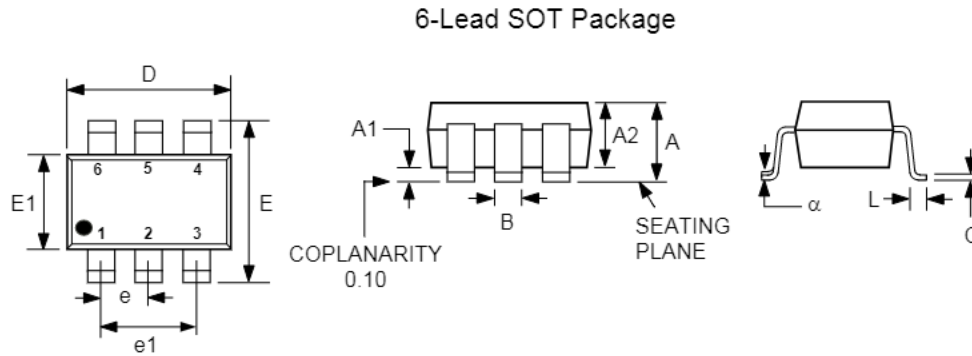 6-Lead SOT Package
D
6 5 4
E1
E
1 2 3
e
e1
A1
A2
A
B
COPLANARITY
0.10
SEATING
PLANE
α
L